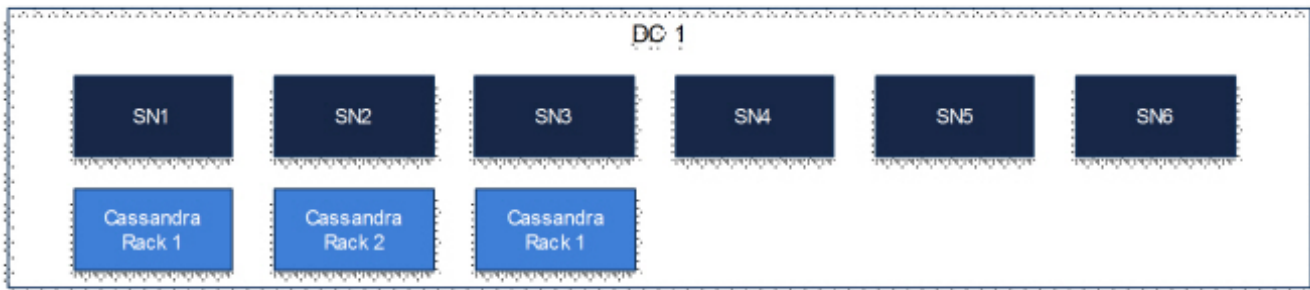 DC 1
SN1
SN2
SN3
SN4
SN5
SN6
Cassandra
Rack 1
Cassandra
Rack 2
Cassandra
Rack 1